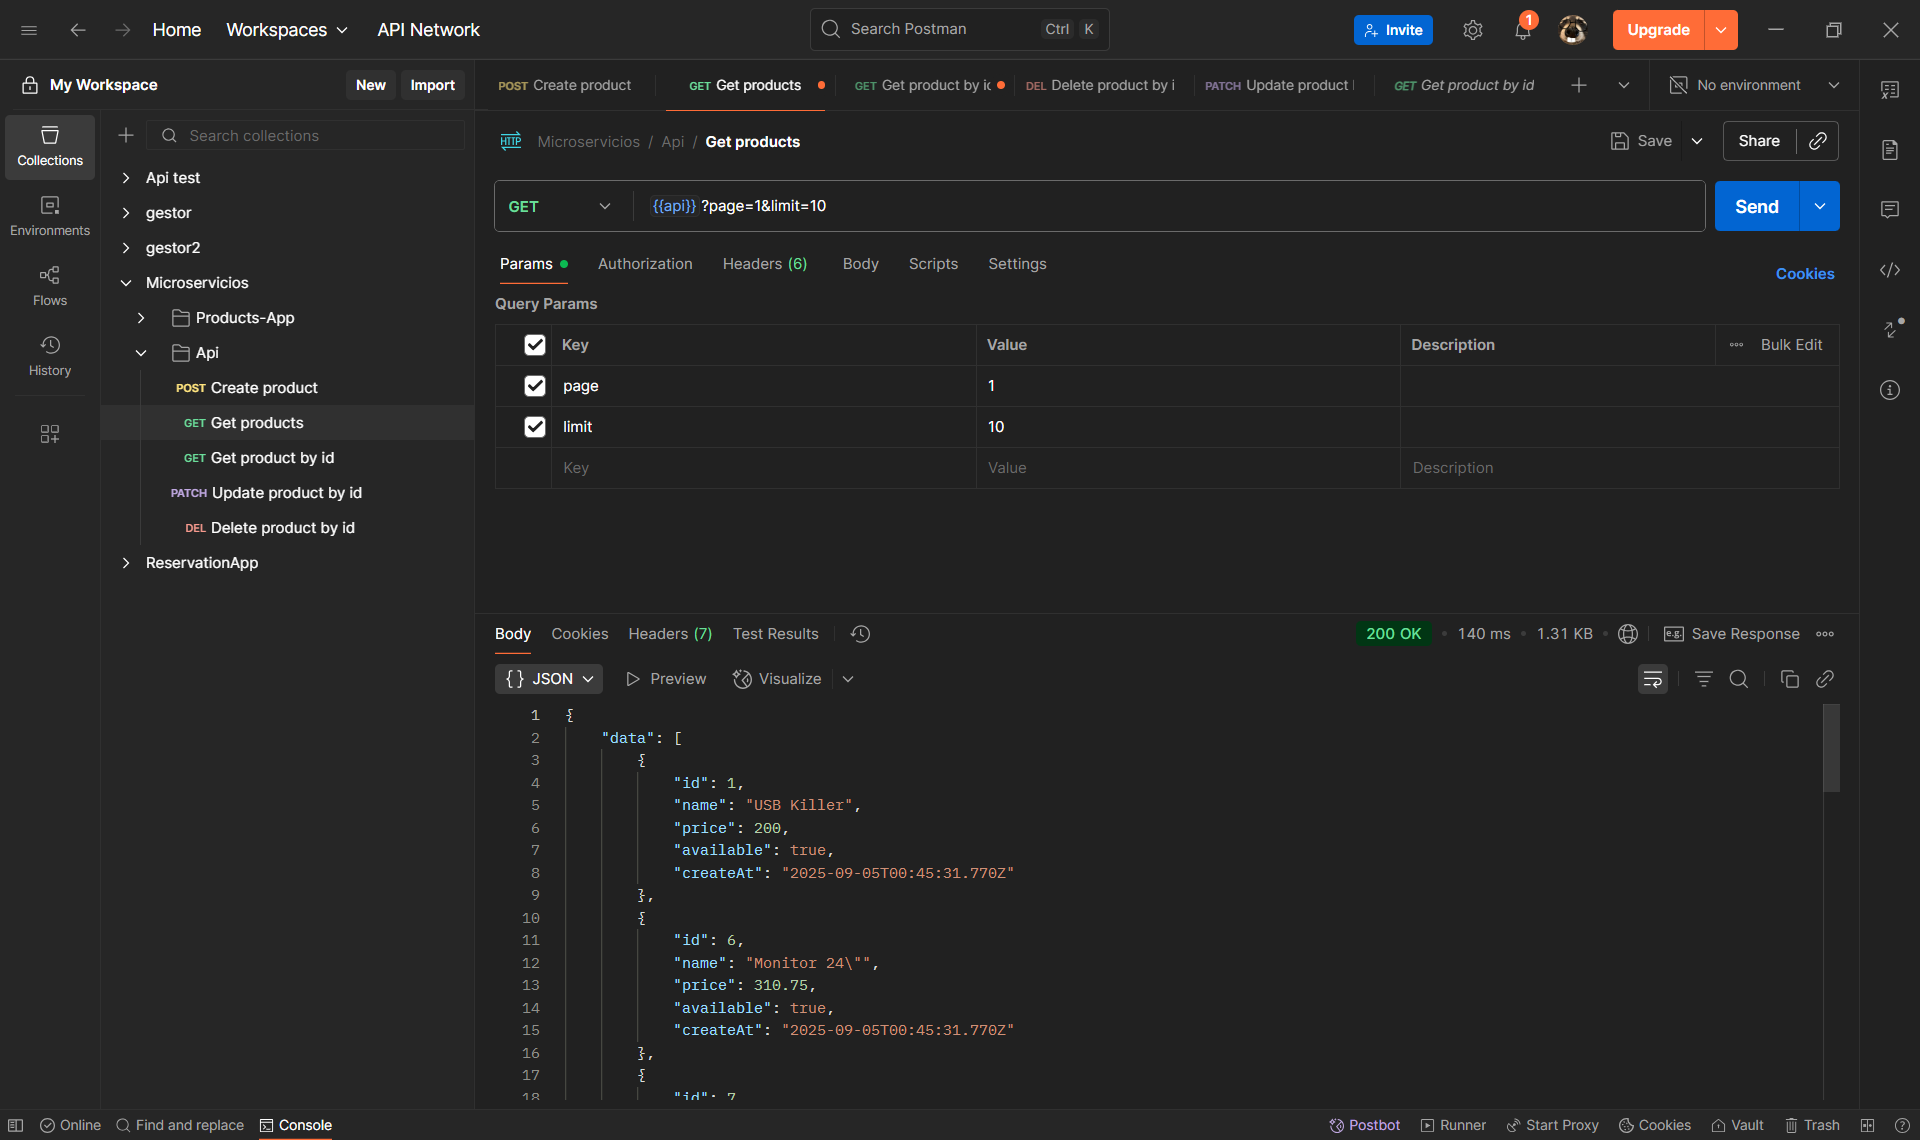 Home Workspaces API Network Search Postman Ctrl K Invite 1 Upgrade
My Workspace New Import POST Create product GET Get products GET Get product by ic DEL Delete product by i PATCH Update product GET Get product by id No environment
Collections
Environments
Flows
History
Search collections
Api test
gestor
gestor2
Microservicios
Products-App
Api
POST Create product
GET Get products
GET Get product by id
PATCH Update product by id
DEL Delete product by id
ReservationApp
HTTP Microservicios / Api / Get products Save Share
GET {{api}} ?page=1&limit=10 Send
Params Authorization Headers (6) Body Scripts Settings Cookies
Query Params
Key Value Description Bulk Edit
page 1
limit 10
Key Value Description
Body Cookies Headers (7) Test Results 200 OK 140 ms 1.31 KB e.g. Save Response
{} JSON Preview Visualize
1 {
2 "data": [
3 {
4 "id": 1,
5 "name": "USB Killer",
6 "price": 200,
7 "available": true,
8 "createAt": "2025-09-05T00:45:31.770Z"
9 },
10 {
11 "id": 6,
12 "name": "Monitor 24\"",
13 "price": 310.75,
14 "available": true,
15 "createAt": "2025-09-05T00:45:31.770Z"
16 },
17 {
18 "id": 7
Online Find and replace Console Postbot Runner Start Proxy Cookies Vault Trash